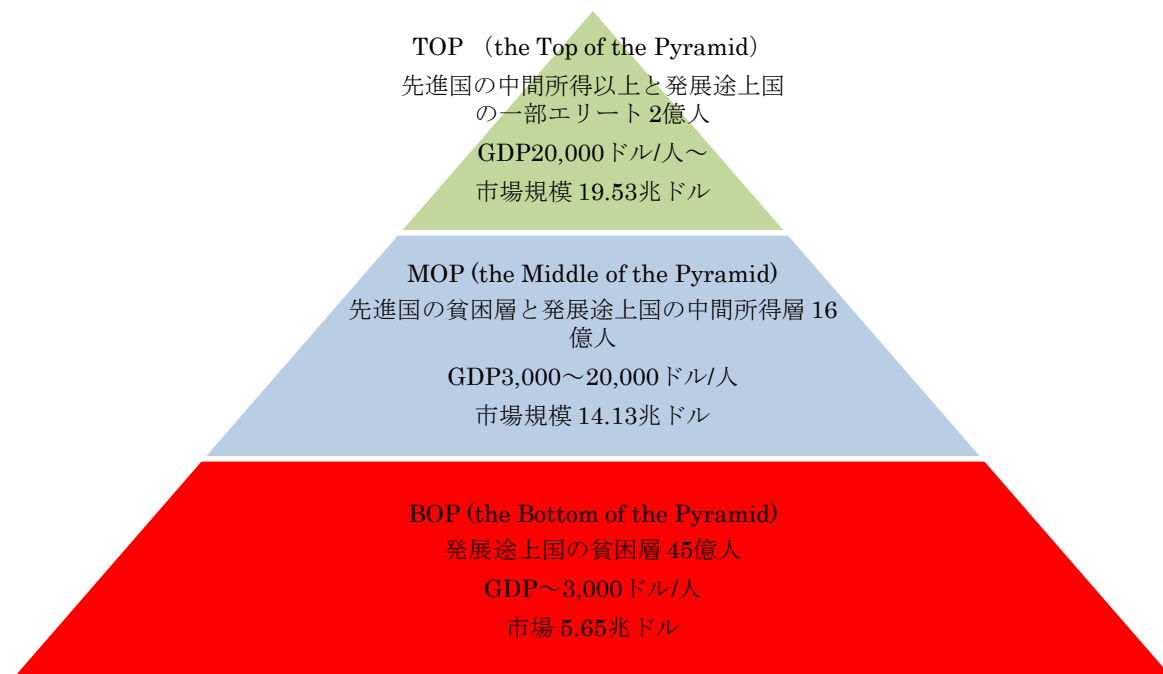 TOP （the Top of the Pyramid）
先進国の中間所得以上と発展途上国
の一部エリート 2億人
GDP20,000ドル/人～
市場規模 19.53兆ドル
MOP (the Middle of the Pyramid)
先進国の貧困層と発展途上国の中間所得層 16
億人
GDP3,000～20,000ドル/人
市場規模 14.13兆ドル
BOP (the Bottom of the Pyramid)
発展途上国の貧困層 45億人
GDP～3,000ドル/人
市場 5.65兆ドル